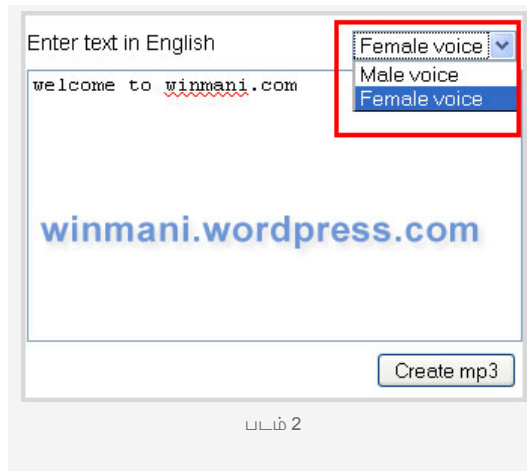 Enter text in English
Female voice
welcome to winmani.com
Male voice
Female voice
winmani.wordpress.com
Create mp3
படம் 2